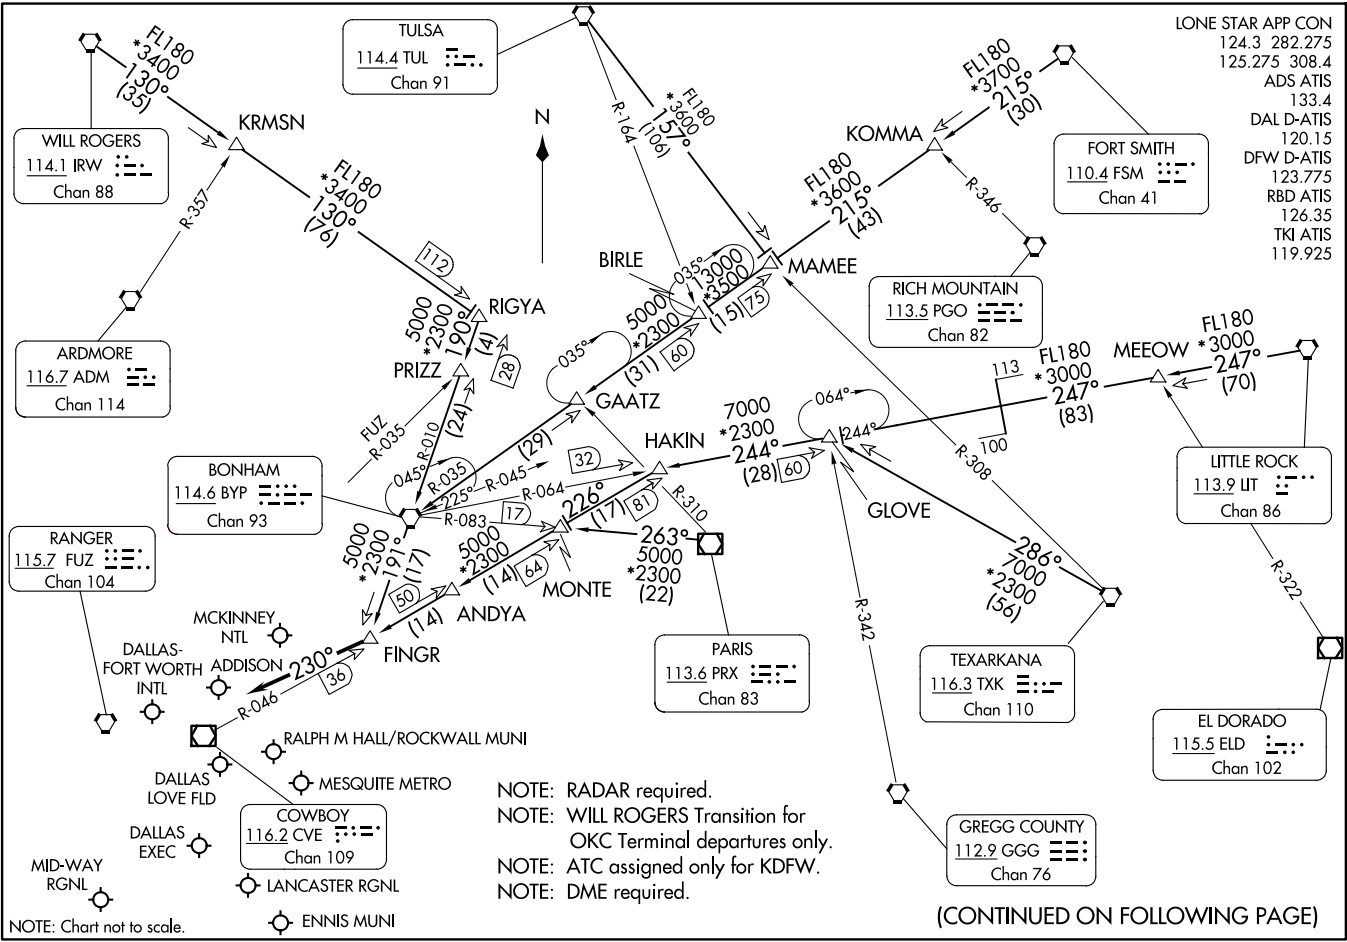 LONE STAR APP CON
124.3 282.275
125.275 308.4
ADS ATIS
133.4
DAL D-ATIS
120.15
DFW D-ATIS
123.775
RBD ATIS
126.35
TKI ATIS
119.925
TULSA
114.4 TUL
Chan 91
WILL ROGERS
114.1 IRW
Chan 88
FL180
*3400
130°
(35)
KRMSN
R-357
FL180
*3400
130°
(76)
112
N
R-164
FL180
*3600
157°
(106)
FL180
*3700
215°
(30)
KOMMA
FORT SMITH
110.4 FSM
Chan 41
FL180
*3600
215°
(43)
R-346
RICH MOUNTAIN
113.5 PGO
Chan 82
MAMEE
BIRLE
035°
13000
*3500
(15)
75
RIGYA
5000
*2300
190°
(4)
28
PRIZZ
ARDMORE
116.7 ADM
Chan 114
5000
*2300
(31)
60
035°
GAATZ
FUZ
R-035
R-010
(24)
(29)
045°
R-035
225°
R-045
R-064
32
R-083
17
BONHAM
114.6 BYP
Chan 93
RANGER
115.7 FUZ
Chan 104
5000
*2300
191°
(17)
HAKIN
7000
*2300
244°
(28)
60
064°
244°
GLOVE
R-308
113
100
FL180
*3000
247°
(83)
MEEOW
FL180
*3000
247°
(70)
LITTLE ROCK
113.9 LIT
Chan 86
R-322
226°
(17)
81
R-310
263°
5000
*2300
(22)
MONTE
5000
*2300
(14)
64
ANDYA
50
(14)
FINGR
230°
R-046
36
286°
7000
*2300
(56)
R-342
PARIS
113.6 PRX
Chan 83
TEXARKANA
116.3 TXK
Chan 110
EL DORADO
115.5 ELD
Chan 102
GREGG COUNTY
112.9 GGG
Chan 76
MCKINNEY
NTL
DALLAS-
FORT WORTH
INTL
ADDISON
RALPH M HALL/ROCKWALL MUNI
DALLAS
LOVE FLD
MESQUITE METRO
COWBOY
116.2 CVE
Chan 109
DALLAS
EXEC
MID-WAY
RGNL
LANCASTER RGNL
ENNIS MUNI
NOTE: RADAR required.
NOTE: WILL ROGERS Transition for
OKC Terminal departures only.
NOTE: ATC assigned only for KDFW.
NOTE: DME required.
NOTE: Chart not to scale.
(CONTINUED ON FOLLOWING PAGE)